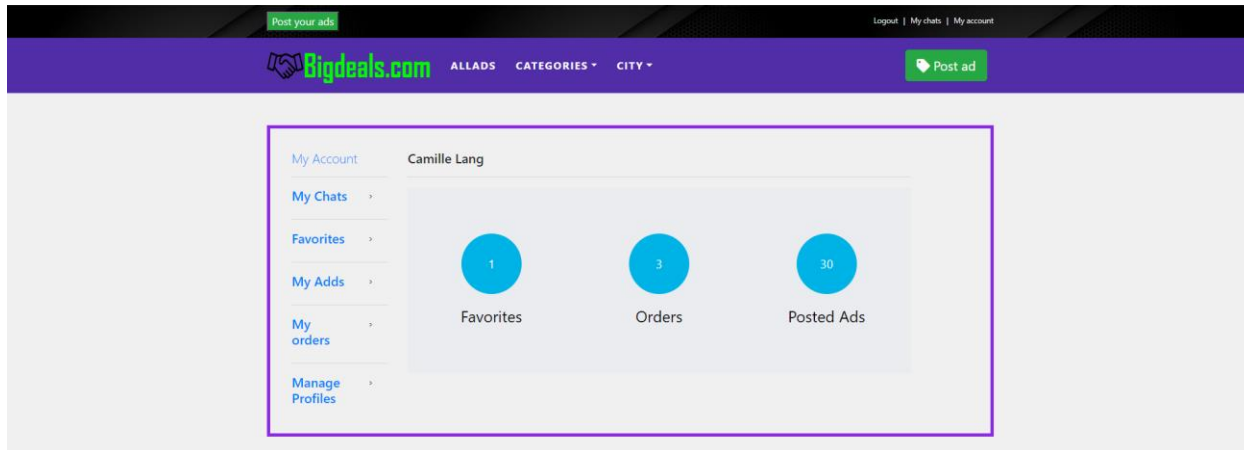 Post your ads
Logout | My chats | My account
Bigdeals.com ALLADS CATEGORIES CITY Post ad
My Account
My Chats
Favorites
My Adds
My
orders
Manage
Profiles
Camille Lang
1 3 30
Favorites Orders Posted Ads